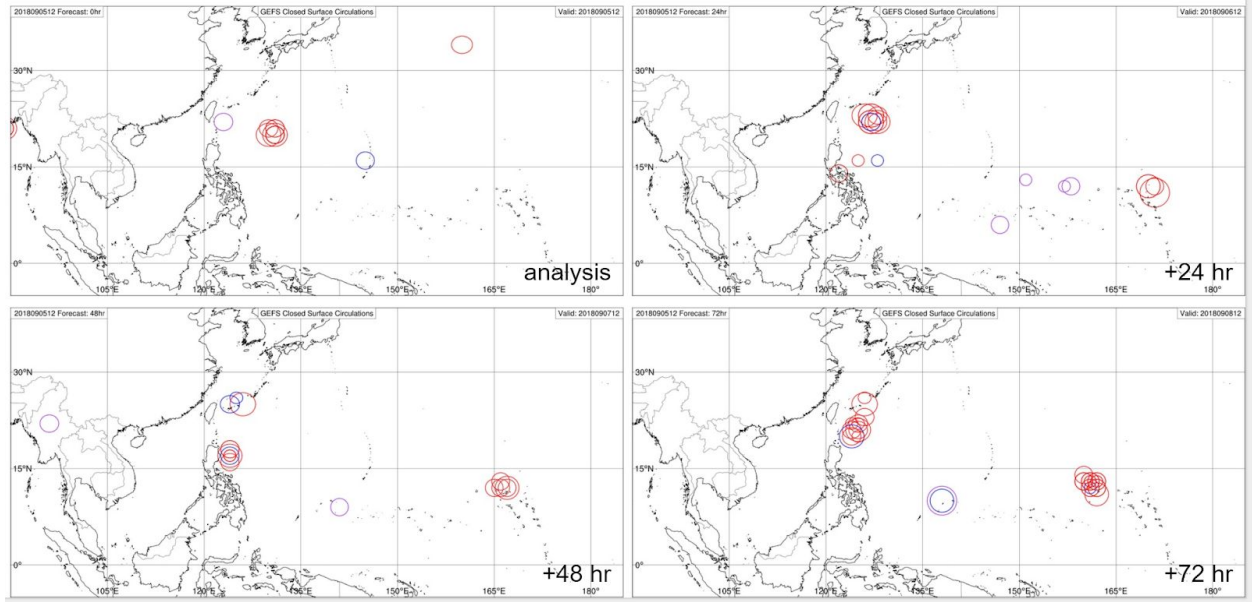 2018090512 Forecast: 0hr GEFS Closed Surface Circulations Valid: 2018090512
30°N
15°N
0°
105°E 120°E 135°E 150°E 165°E 180°
analysis
2018090512 Forecast: 24hr GEFS Closed Surface Circulations Valid: 2018090612
30°N
15°N
0°
105°E 120°E 135°E 150°E 165°E 180°
+24 hr
2018090512 Forecast: 48hr GEFS Closed Surface Circulations Valid: 2018090712
30°N
15°N
0°
105°E 120°E 135°E 150°E 165°E 180°
+48 hr
2018090512 Forecast: 72hr GEFS Closed Surface Circulations Valid: 2018090812
30°N
15°N
0°
105°E 120°E 135°E 150°E 165°E 180°
+72 hr